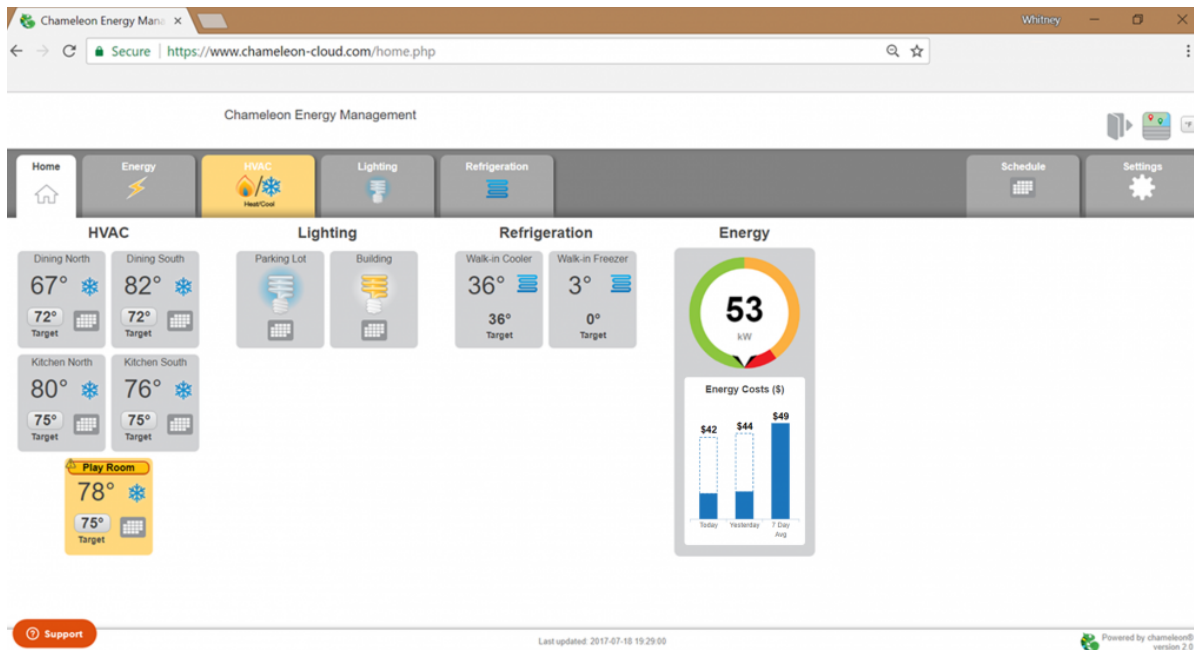 Chameleon Energy Mana
Whitney
Secure | https://www.chameleon-cloud.com/home.php
Chameleon Energy Management
Home Energy HVAC Lighting Refrigeration Schedule Settings
Heat/Cool
HVAC Lighting Refrigeration Energy
Dining North Dining South Parking Lot Building Walk-in Cooler Walk-in Freezer
67° 82° 36° 3°
72° 72° 36° 0°
Target Target Target Target
53
kW
Kitchen North Kitchen South
80° 76°
75° 75°
Target Target
Energy Costs ($)
$42 $44 $49
Today Yesterday 7 Day
Avg
Play Room
78°
75°
Target
Support
Last updated: 2017-07-18 19:29:00
Powered by chameleon®
version 2.0